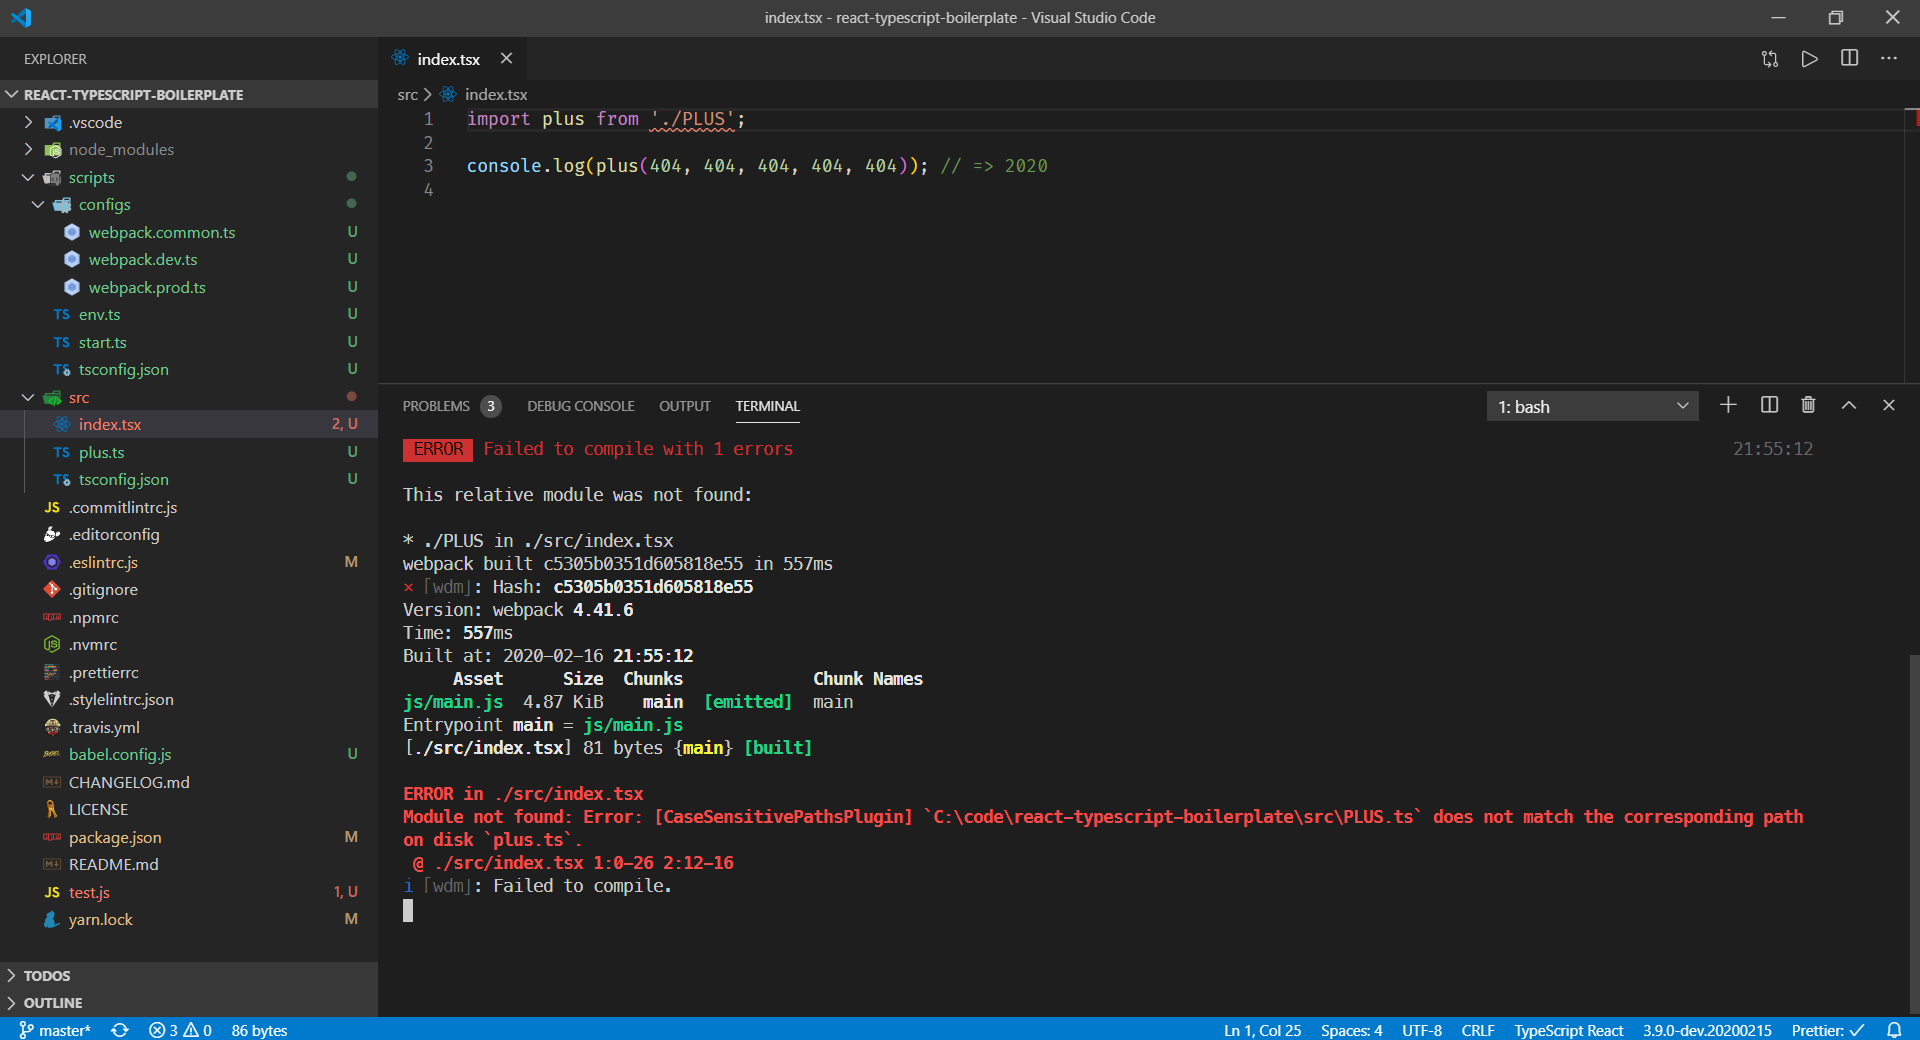 index.tsx - react-typescript-boilerplate - Visual Studio Code
EXPLORER
REACT-TYPESCRIPT-BOILERPLATE
.vscode
node_modules
scripts
configs
webpack.common.ts U
webpack.dev.ts U
webpack.prod.ts U
env.ts U
start.ts U
tsconfig.json U
src
index.tsx 2, U
plus.ts U
tsconfig.json U
.commitlintrc.js
.editorconfig
.eslintrc.js M
.gitignore
.npmrc
.nvmrc
.prettierrc
.stylelintrc.json
.travis.yml
babel.config.js U
CHANGELOG.md
LICENSE
package.json M
README.md
test.js 1, U
yarn.lock M
TODOS
OUTLINE
index.tsx
src > index.tsx
1 import plus from './PLUS';
2
3 console.log(plus(404, 404, 404, 404, 404)); // => 2020
4
PROBLEMS 3 DEBUG CONSOLE OUTPUT TERMINAL 1: bash
ERROR Failed to compile with 1 errors 21:55:12
This relative module was not found:
* ./PLUS in ./src/index.tsx
webpack built c5305b0351d605818e55 in 557ms
× ｢wdm｣: Hash: c5305b0351d605818e55
Version: webpack 4.41.6
Time: 557ms
Built at: 2020-02-16 21:55:12
Asset Size Chunks Chunk Names
js/main.js 4.87 KiB main [emitted] main
Entrypoint main = js/main.js
[./src/index.tsx] 81 bytes {main} [built]
ERROR in ./src/index.tsx
Module not found: Error: [CaseSensitivePathsPlugin] `C:\code\react-typescript-boilerplate\src\PLUS.ts` does not match the corresponding path
on disk `plus.ts`.
@ ./src/index.tsx 1:0-26 2:12-16
i ｢wdm｣: Failed to compile.
master* 3 0 86 bytes Ln 1, Col 25 Spaces: 4 UTF-8 CRLF TypeScript React 3.9.0-dev.20200215 Prettier: ✓